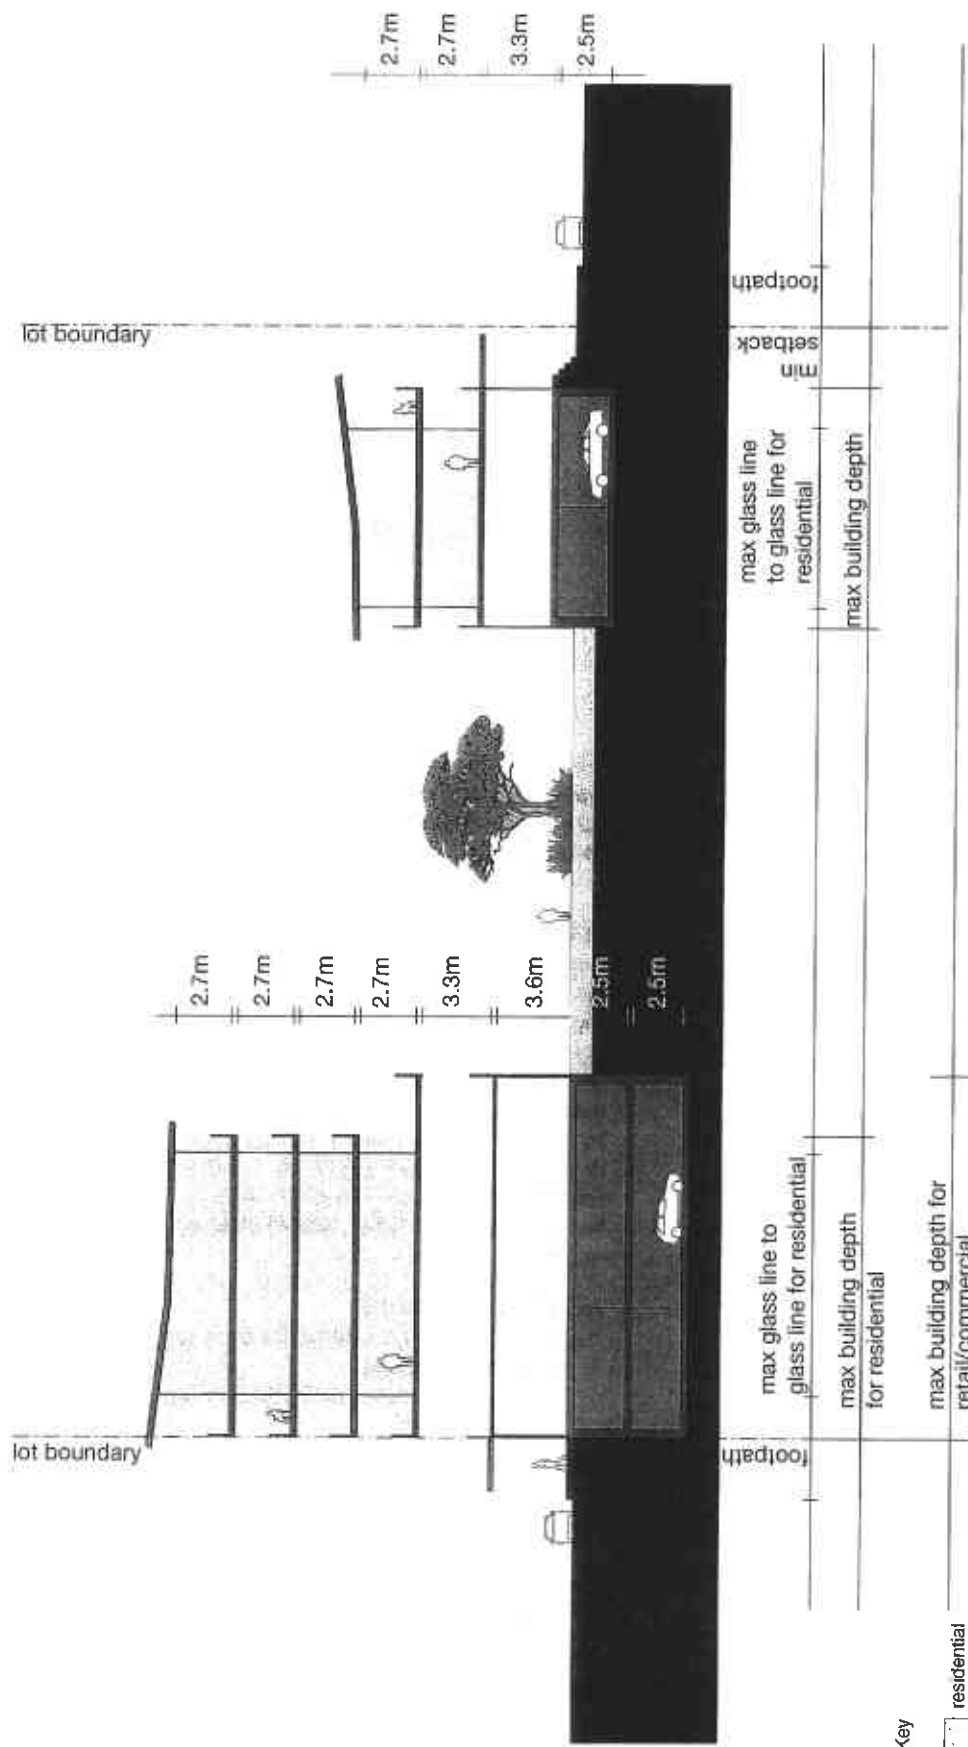 lot boundary
lot boundary
2.7m
2.7m
2.7m
2.7m
3.3m
3.6m
2.5m
2.5m
2.7m
2.7m
3.3m
2.5m
footpath
max glass line to
glass line for residential
max building depth
for residential
max building depth for
retail/commercial
max glass line
to glass line for
residential
max building depth
min
setback
footpath
Key
residential